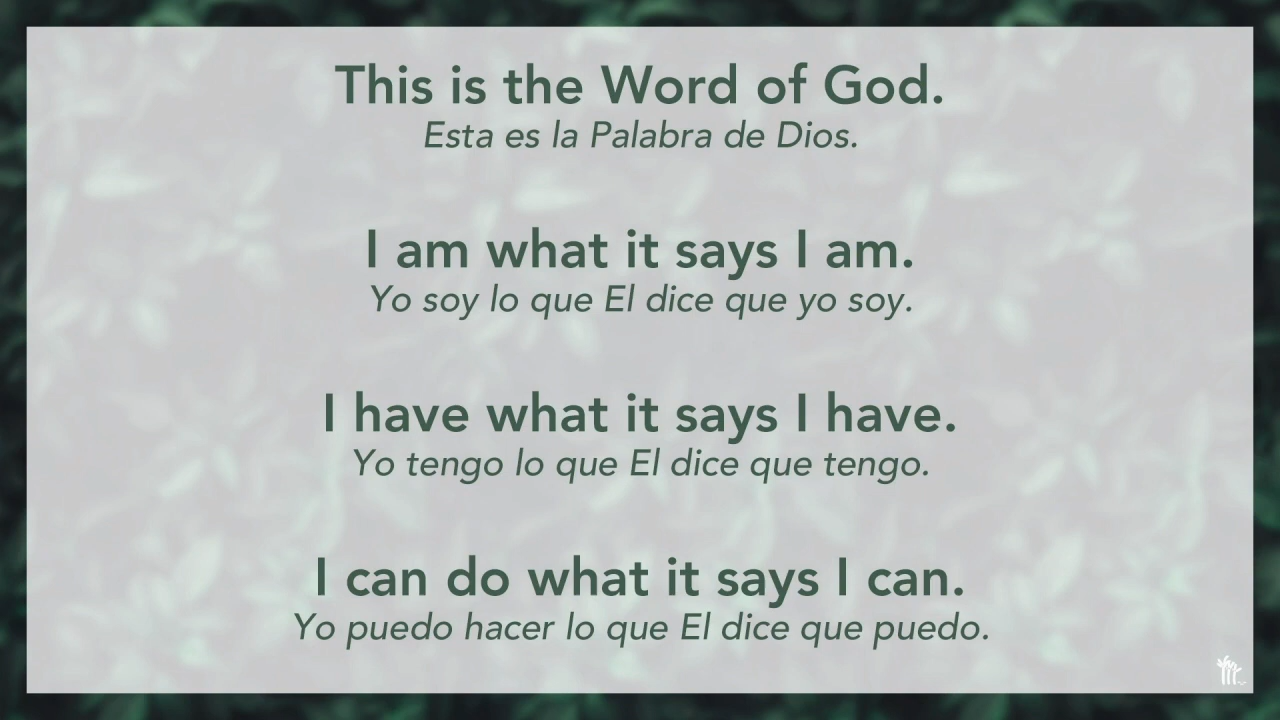 This is the Word of God.
Esta es la Palabra de Dios.
I am what it says I am.
Yo soy lo que El dice que yo soy.
I have what it says I have.
Yo tengo lo que El dice que tengo.
I can do what it says I can.
Yo puedo hacer lo que El dice que puedo.